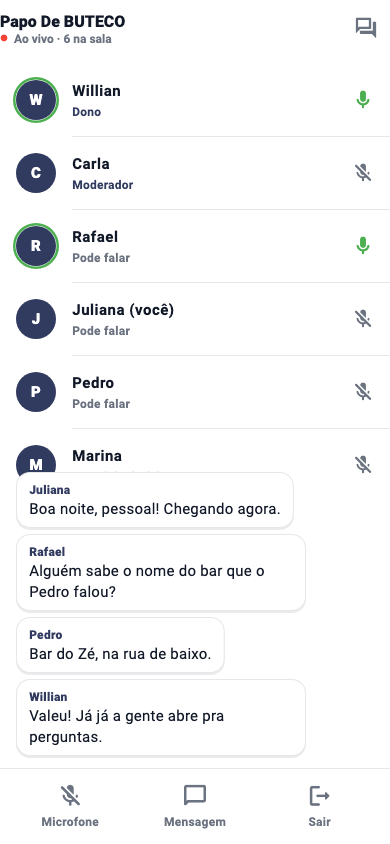 Papo De BUTECO
Ao vivo · 6 na sala
W
Willian
Dono
C
Carla
Moderador
R
Rafael
Pode falar
J
Juliana (você)
Pode falar
P
Pedro
Pode falar
M
Marina
Juliana
Boa noite, pessoal! Chegando agora.
Rafael
Alguém sabe o nome do bar que o
Pedro falou?
Pedro
Bar do Zé, na rua de baixo.
Willian
Valeu! Já já a gente abre pra
perguntas.
Microfone
Mensagem
Sair